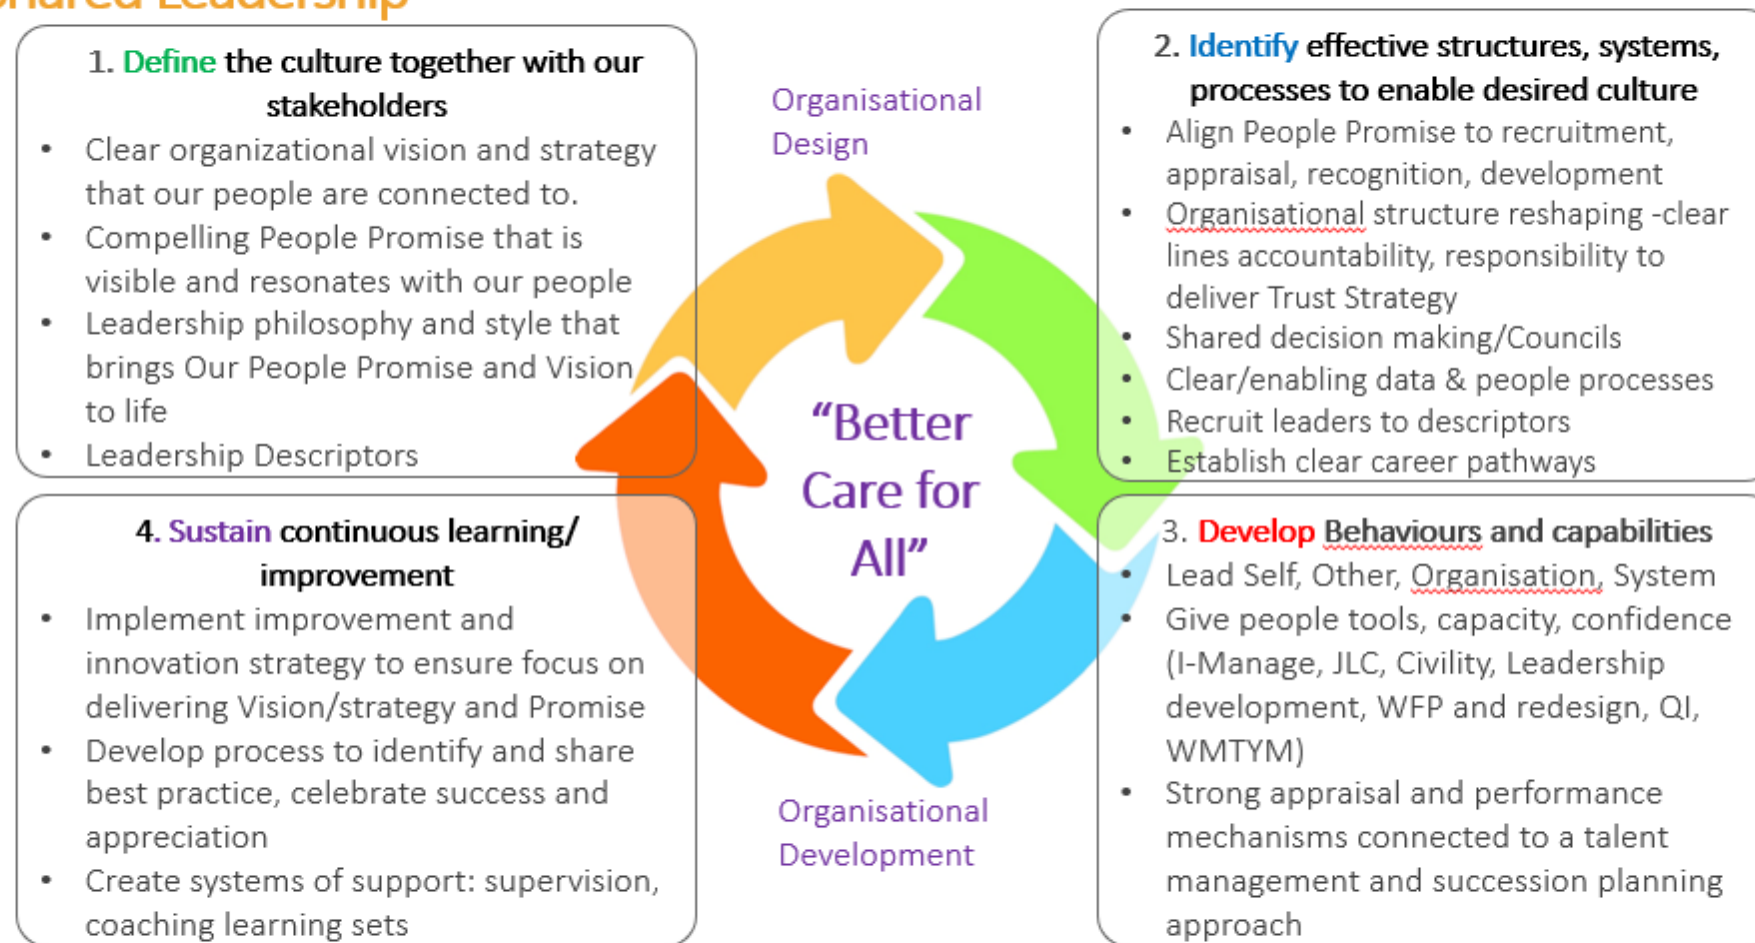 Shared Leadership
1. Define the culture together with our
stakeholders
• Clear organizational vision and strategy
that our people are connected to.
• Compelling People Promise that is
visible and resonates with our people
• Leadership philosophy and style that
brings Our People Promise and Vision
to life
• Leadership Descriptors
Organisational
Design
2. Identify effective structures, systems,
processes to enable desired culture
• Align People Promise to recruitment,
appraisal, recognition, development
• Organisational structure reshaping -clear
lines accountability, responsibility to
deliver Trust Strategy
• Shared decision making/Councils
• Clear/enabling data & people processes
• Recruit leaders to descriptors
• Establish clear career pathways
“Better
Care for
All”
4. Sustain continuous learning/
improvement
• Implement improvement and
innovation strategy to ensure focus on
delivering Vision/strategy and Promise
• Develop process to identify and share
best practice, celebrate success and
appreciation
• Create systems of support: supervision,
coaching learning sets
Organisational
Development
3. Develop Behaviours and capabilities
• Lead Self, Other, Organisation, System
• Give people tools, capacity, confidence
(I-Manage, JLC, Civility, Leadership
development, WFP and redesign, QI,
WMTYM)
• Strong appraisal and performance
mechanisms connected to a talent
management and succession planning
approach